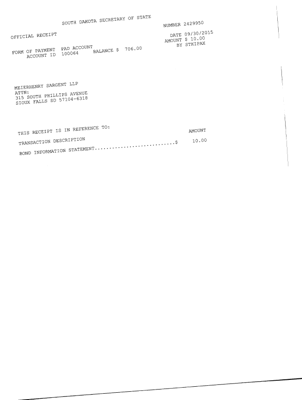 SOUTH DAKOTA SECRETARY OF STATE
OFFICIAL RECEIPT NUMBER 2629950
DATE 09/30/2015
FORM OF PAYMENT PAD ACCOUNT AMOUNT $ 10.00
ACCOUNT ID 100064 BALANCE $ 706.00 BY STRIPAK
MEIERHENRY SARGENT LLP
ATTN:
315 SOUTH PHILLIPS AVENUE
SIOUX FALLS SD 57104-6318
THIS RECEIPT IS IN REFERENCE TO:
TRANSACTION DESCRIPTION AMOUNT
BOND INFORMATION STATEMENT..........................$ 10.00